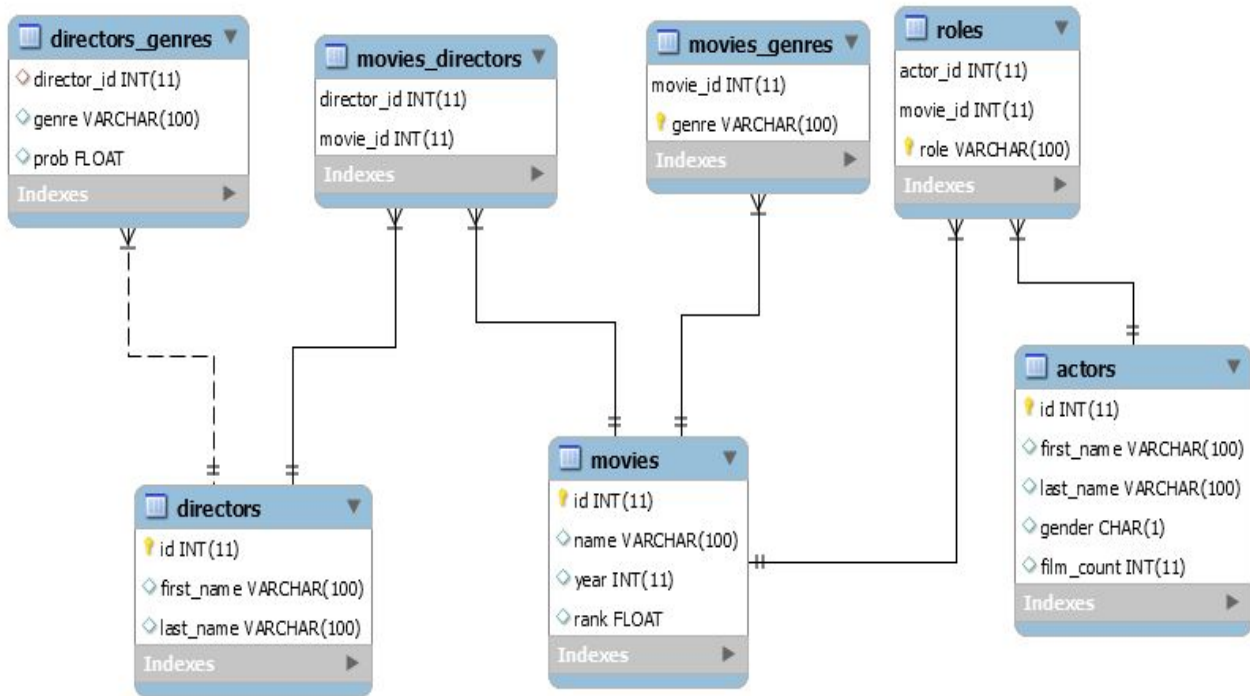 directors_genres
director_id INT(11)
genre VARCHAR(100)
prob FLOAT
Indexes
movies_directors
director_id INT(11)
movie_id INT(11)
Indexes
movies_genres
movie_id INT(11)
genre VARCHAR(100)
Indexes
roles
actor_id INT(11)
movie_id INT(11)
role VARCHAR(100)
Indexes
directors
id INT(11)
first_name VARCHAR(100)
last_name VARCHAR(100)
Indexes
movies
id INT(11)
name VARCHAR(100)
year INT(11)
rank FLOAT
Indexes
actors
id INT(11)
first_name VARCHAR(100)
last_name VARCHAR(100)
gender CHAR(1)
film_count INT(11)
Indexes